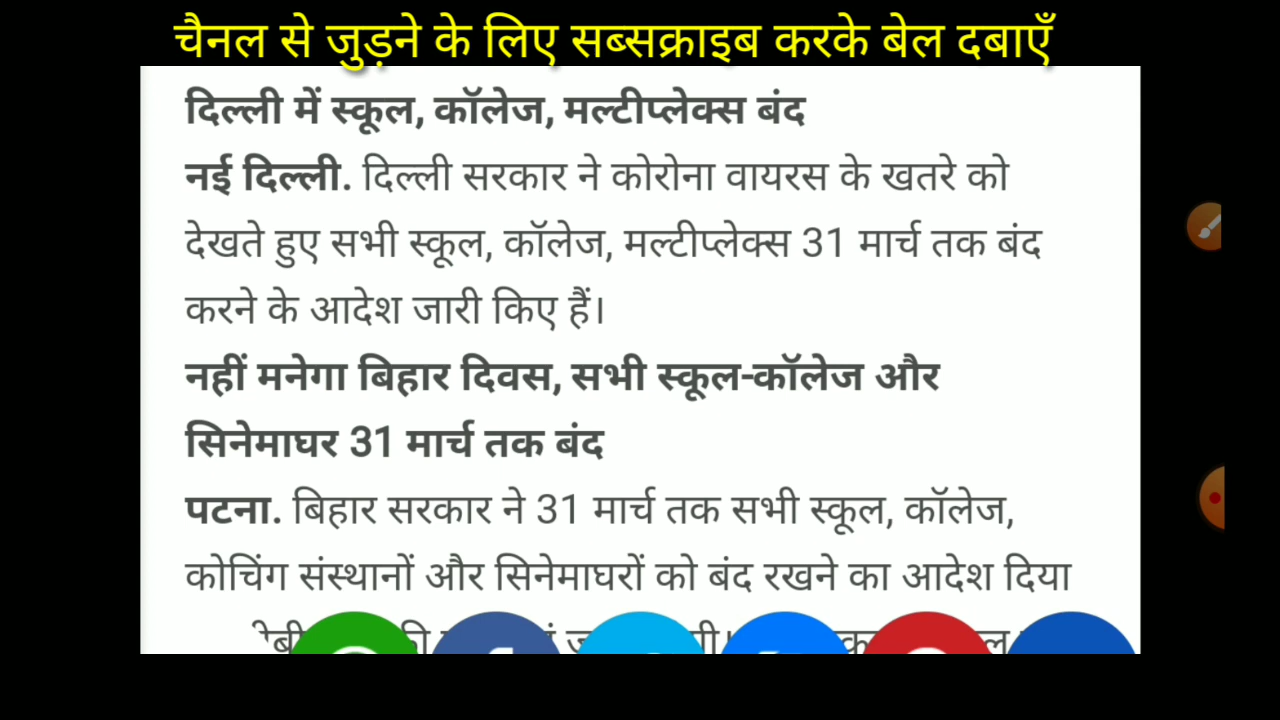 चैनल से जुड़ने के लिए सब्सक्राइब करके बेल दबाएँ
दिल्ली में स्कूल, कॉलेज, मल्टीप्लेक्स बंद
नई दिल्ली. दिल्ली सरकार ने कोरोना वायरस के खतरे को
देखते हुए सभी स्कूल, कॉलेज, मल्टीप्लेक्स 31 मार्च तक बंद
करने के आदेश जारी किए हैं।
नहीं मनेगा बिहार दिवस, सभी स्कूल-कॉलेज और
सिनेमाघर 31 मार्च तक बंद
पटना. बिहार सरकार ने 31 मार्च तक सभी स्कूल, कॉलेज,
कोचिंग संस्थानों और सिनेमाघरों को बंद रखने का आदेश दिया